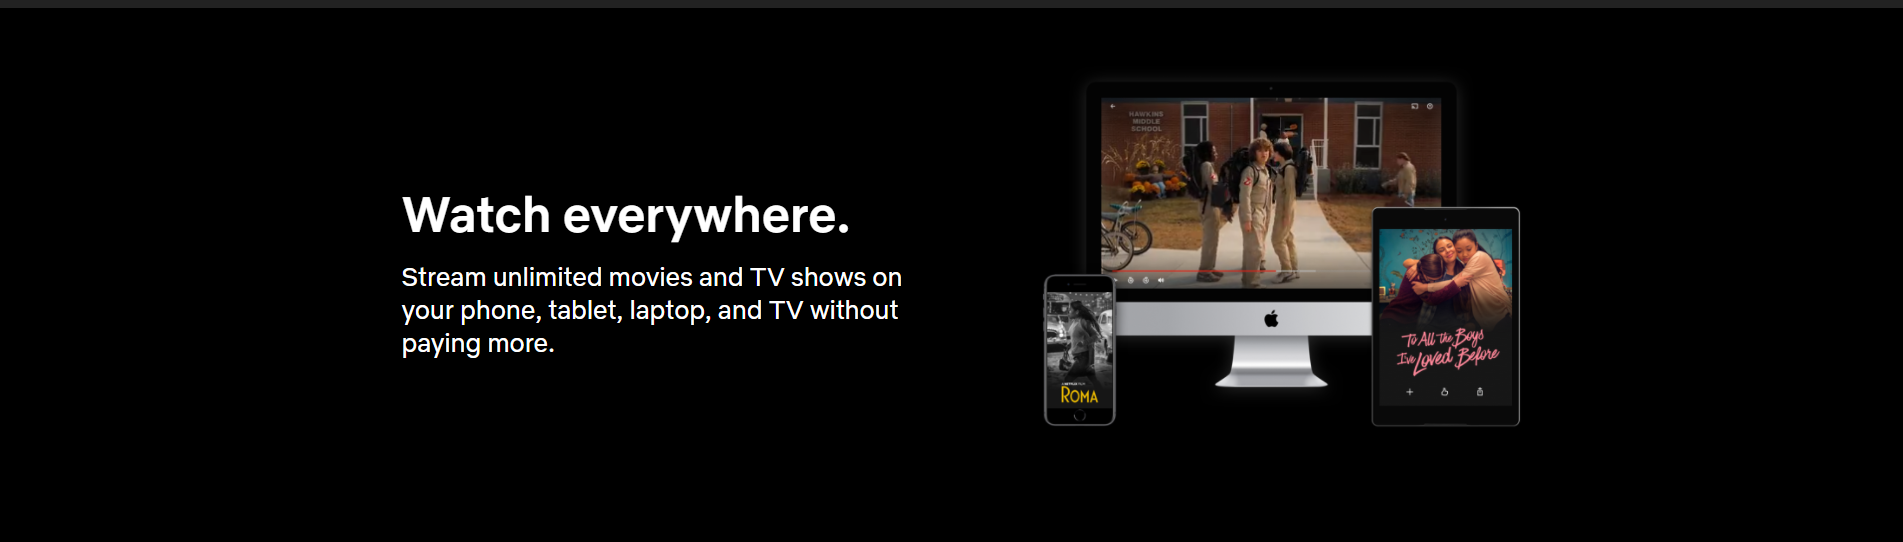 Watch everywhere.
Stream unlimited movies and TV shows on
your phone, tablet, laptop, and TV without
paying more.
HAWKINS
MIDDLE
SCHOOL
To All the Boys
I've Loved Before
A NETFLIX FILM
ROMA